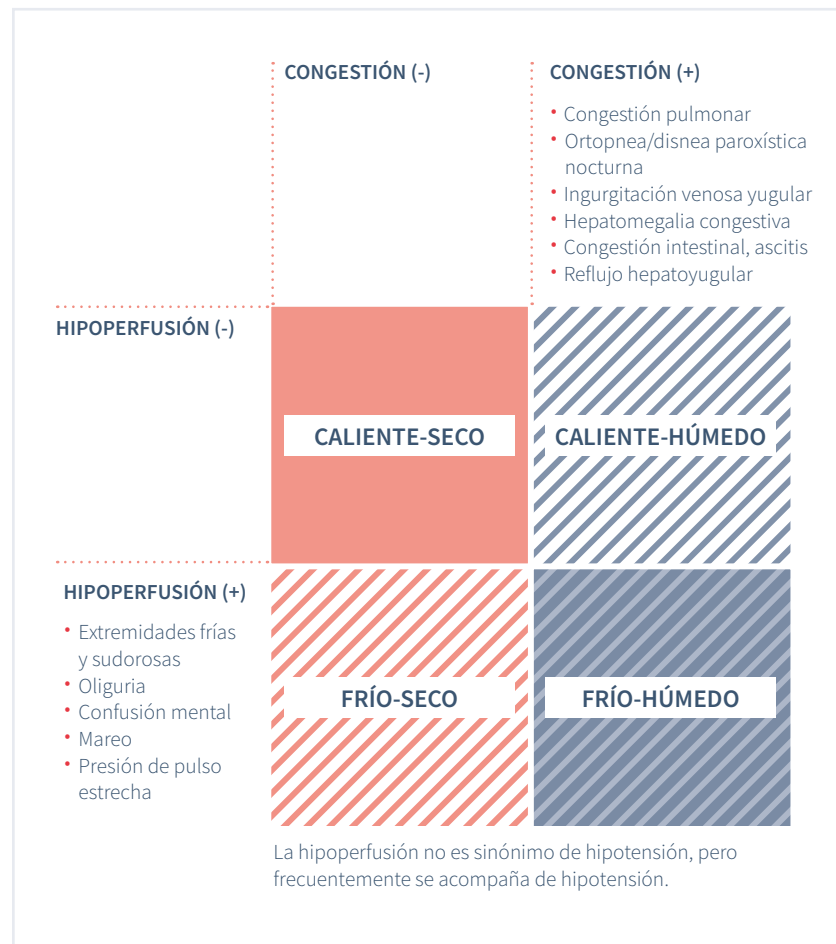 CONGESTIÓN (-)
CONGESTIÓN (+)
• Congestión pulmonar
• Ortopnea/disnea paroxística
nocturna
• Ingurgitación venosa yugular
• Hepatomegalia congestiva
• Congestión intestinal, ascitis
• Reflujo hepatoyugular
HIPOPERFUSIÓN (-)
CALIENTE-SECO
CALIENTE-HÚMEDO
HIPOPERFUSIÓN (+)
• Extremidades frías
y sudorosas
• Oliguria
• Confusión mental
• Mareo
• Presión de pulso
estrecha
FRÍO-SECO
FRÍO-HÚMEDO
La hipoperfusión no es sinónimo de hipotensión, pero
frecuentemente se acompaña de hipotensión.